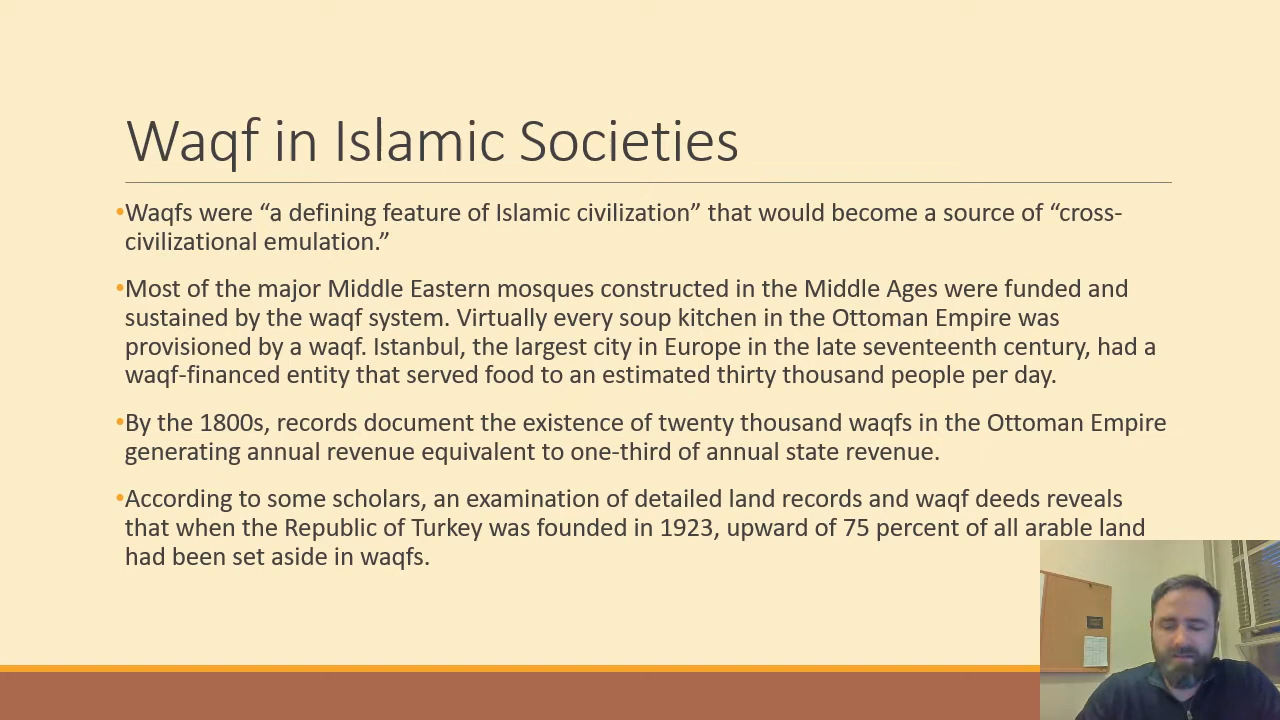 Waqf in Islamic Societies
•Waqfs were “a defining feature of Islamic civilization” that would become a source of “cross-
civilizational emulation.”
•Most of the major Middle Eastern mosques constructed in the Middle Ages were funded and
sustained by the waqf system. Virtually every soup kitchen in the Ottoman Empire was
provisioned by a waqf. Istanbul, the largest city in Europe in the late seventeenth century, had a
waqf-financed entity that served food to an estimated thirty thousand people per day.
•By the 1800s, records document the existence of twenty thousand waqfs in the Ottoman Empire
generating annual revenue equivalent to one-third of annual state revenue.
•According to some scholars, an examination of detailed land records and waqf deeds reveals
that when the Republic of Turkey was founded in 1923, upward of 75 percent of all arable land
had been set aside in waqfs.